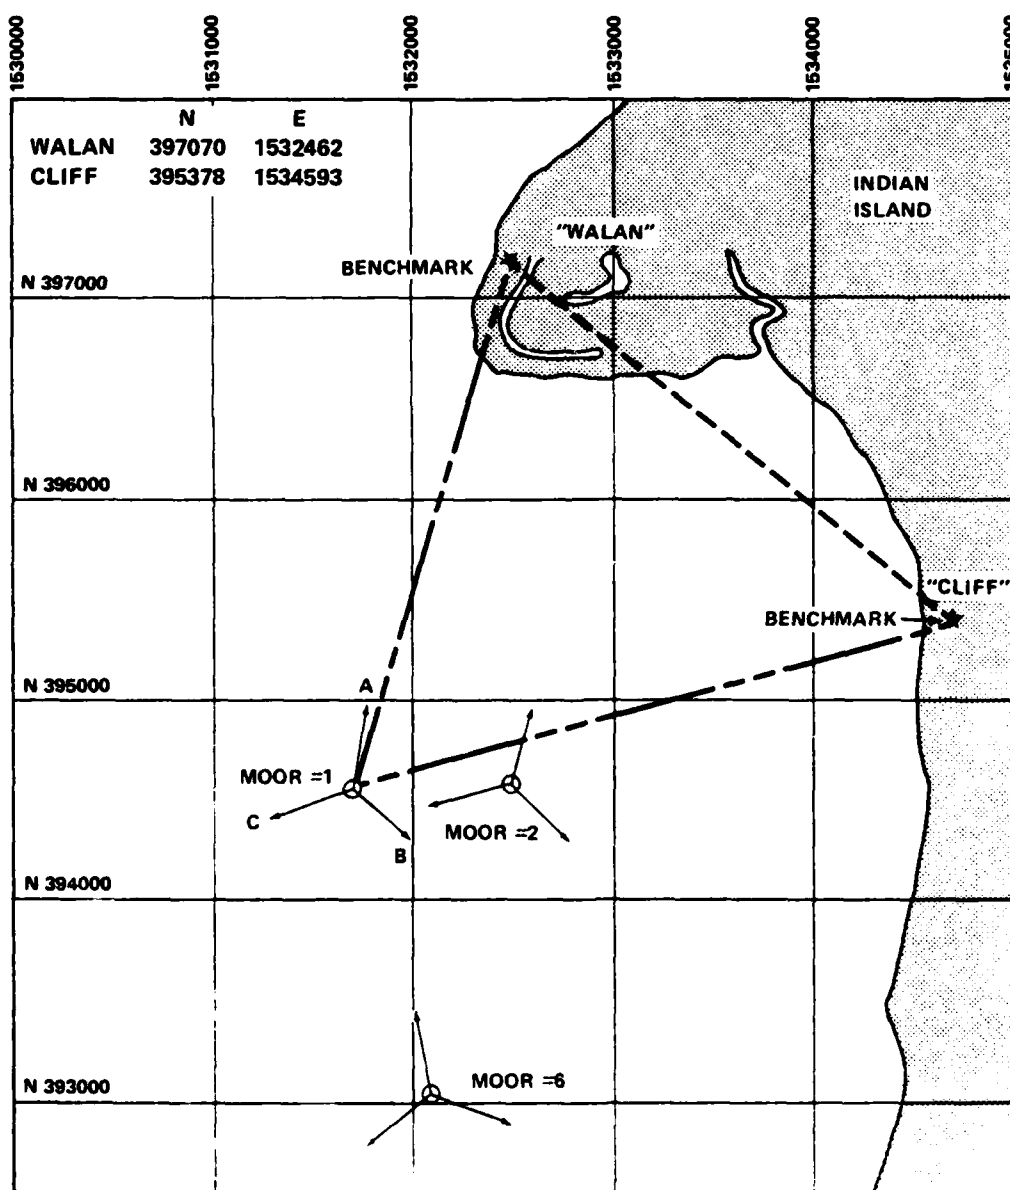 1530000
1531000
1532000
1533000
1534000
N E
WALAN 397070 1532462
CLIFF 395378 1534593
INDIAN
ISLAND
"WALAN"
BENCHMARK
N 397000
N 396000
"CLIFF"
BENCHMARK
N 395000
A
MOOR =1
C
B
MOOR =2
N 394000
MOOR =6
N 393000